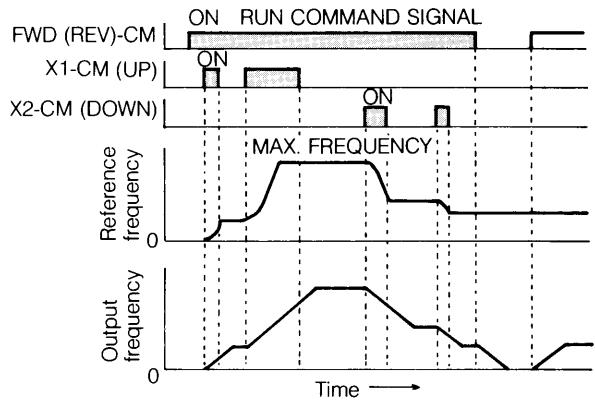 ON RUN COMMAND SIGNAL
FWD (REV)-CM
ON
X1-CM (UP)
ON
X2-CM (DOWN)
MAX. FREQUENCY
Reference
frequency
0
Output
frequency
0
Time